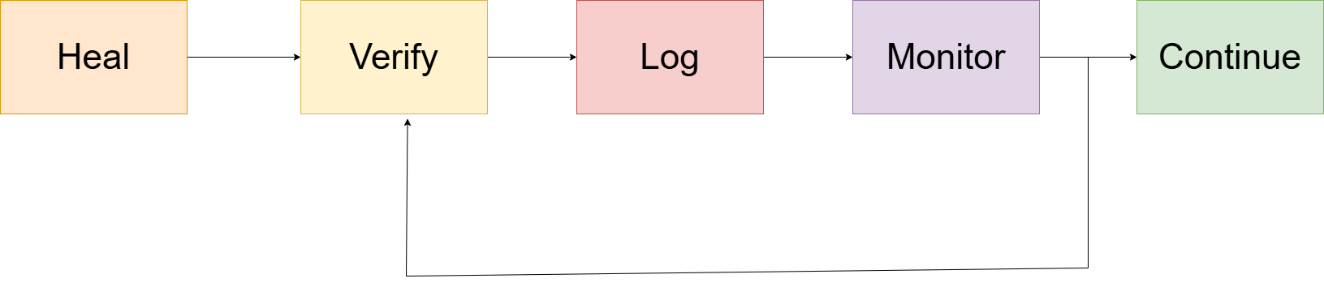 Heal
Verify
Log
Monitor
Continue